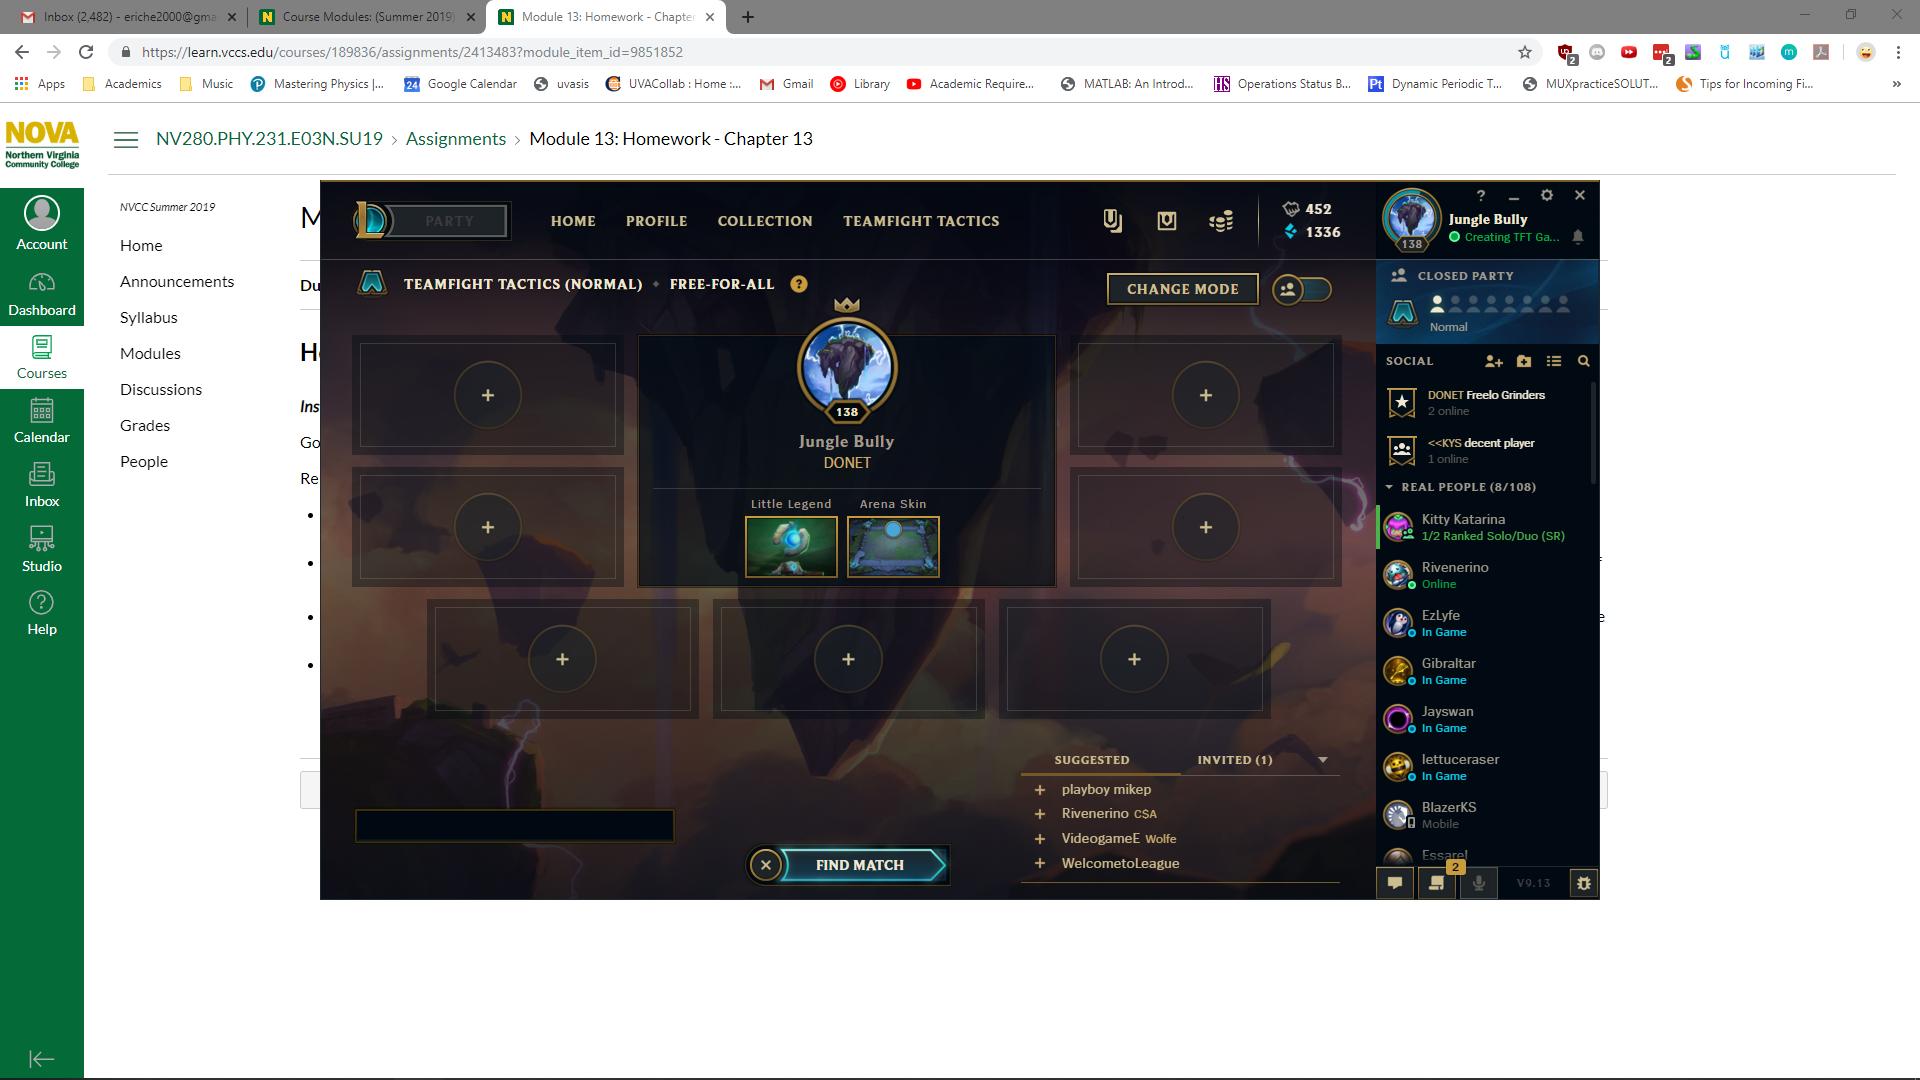 Inbox (2,482) - eriche2000@gma
Course Modules: (Summer 2019)
Module 13: Homework - Chapter
https://learn.vccs.edu/courses/189836/assignments/2413483?module_item_id=9851852
2
2
Apps
Academics
Music
Mastering Physics |...
24
Google Calendar
uvasis
UVACollab : Home :...
Gmail
Library
Academic Require...
MATLAB: An Introd...
Operations Status B...
Dynamic Periodic T...
MUXpracticeSOLUT...
Tips for Incoming Fi...
»
NOVA
Northern Virginia
Community College
NV280.PHY.231.E03N.SU19 › Assignments › Module 13: Homework - Chapter 13
Account
Dashboard
Courses
Calendar
Inbox
Studio
Help
NVCC Summer 2019
Home
Announcements
Syllabus
Modules
Discussions
Grades
People
M
Du
Ins
Go
Re
PARTY
HOME
PROFILE
COLLECTION
TEAMFIGHT TACTICS
452
1336
TEAMFIGHT TACTICS (NORMAL) • FREE-FOR-ALL
?
CHANGE MODE
138
Jungle Bully
DONET
Little Legend
Arena Skin
SUGGESTED
INVITED (1)
+ playboy mikep
+ Rivenerino C$A
+ VideogameE Wolfe
+ WelcometoLeague
FIND MATCH
?
138
Jungle Bully
Creating TFT Ga...
CLOSED PARTY
Normal
SOCIAL
DONET Freelo Grinders
2 online
<<KYS decent player
1 online
REAL PEOPLE (8/108)
Kitty Katarina
1/2 Ranked Solo/Duo (SR)
Rivenerino
Online
EzLyfe
In Game
Gibraltar
In Game
Jayswan
In Game
lettuceraser
In Game
BlazerKS
Mobile
Essarel
2
V9.13